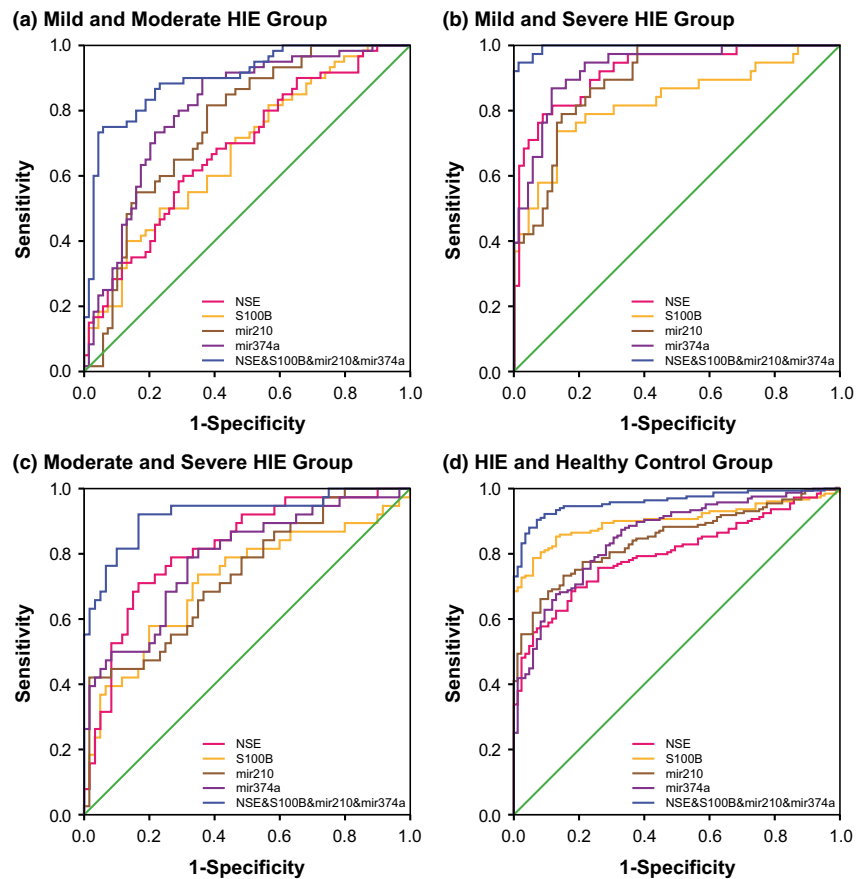 (a) Mild and Moderate HIE Group
1.0
0.8
0.6
0.4
0.2
0.0
Sensitivity
NSE
S100B
mir210
mir374a
NSE&S100B&mir210&mir374a
0.0 0.2 0.4 0.6 0.8 1.0
1-Specificity
(b) Mild and Severe HIE Group
1.0
0.8
0.6
0.4
0.2
0.0
Sensitivity
NSE
S100B
mir210
mir374a
NSE&S100B&mir210&mir374a
0.0 0.2 0.4 0.6 0.8 1.0
1-Specificity
(c) Moderate and Severe HIE Group
1.0
0.8
0.6
0.4
0.2
0.0
Sensitivity
NSE
S100B
mir210
mir374a
NSE&S100B&mir210&mir374a
0.0 0.2 0.4 0.6 0.8 1.0
1-Specificity
(d) HIE and Healthy Control Group
1.0
0.8
0.6
0.4
0.2
0.0
Sensitivity
NSE
S100B
mir210
mir374a
NSE&S100B&mir210&mir374a
0.0 0.2 0.4 0.6 0.8 1.0
1-Specificity